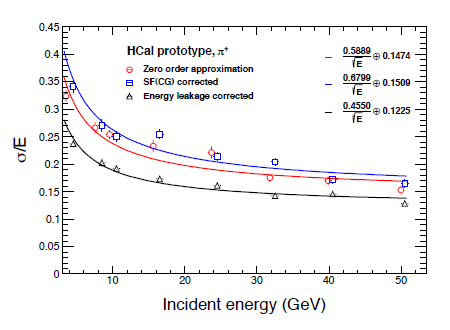 HCal prototype, π⁺
Zero order approximation
SF(CG) corrected
Energy leakage corrected
0.5889/√E ⊕ 0.1474
0.6799/√E ⊕ 0.1509
0.4550/√E ⊕ 0.1225
0.45
0.4
0.35
0.3
0.25
0.2
0.15
0.1
0.05
0
σ/E
10 20 30 40 50
Incident energy (GeV)